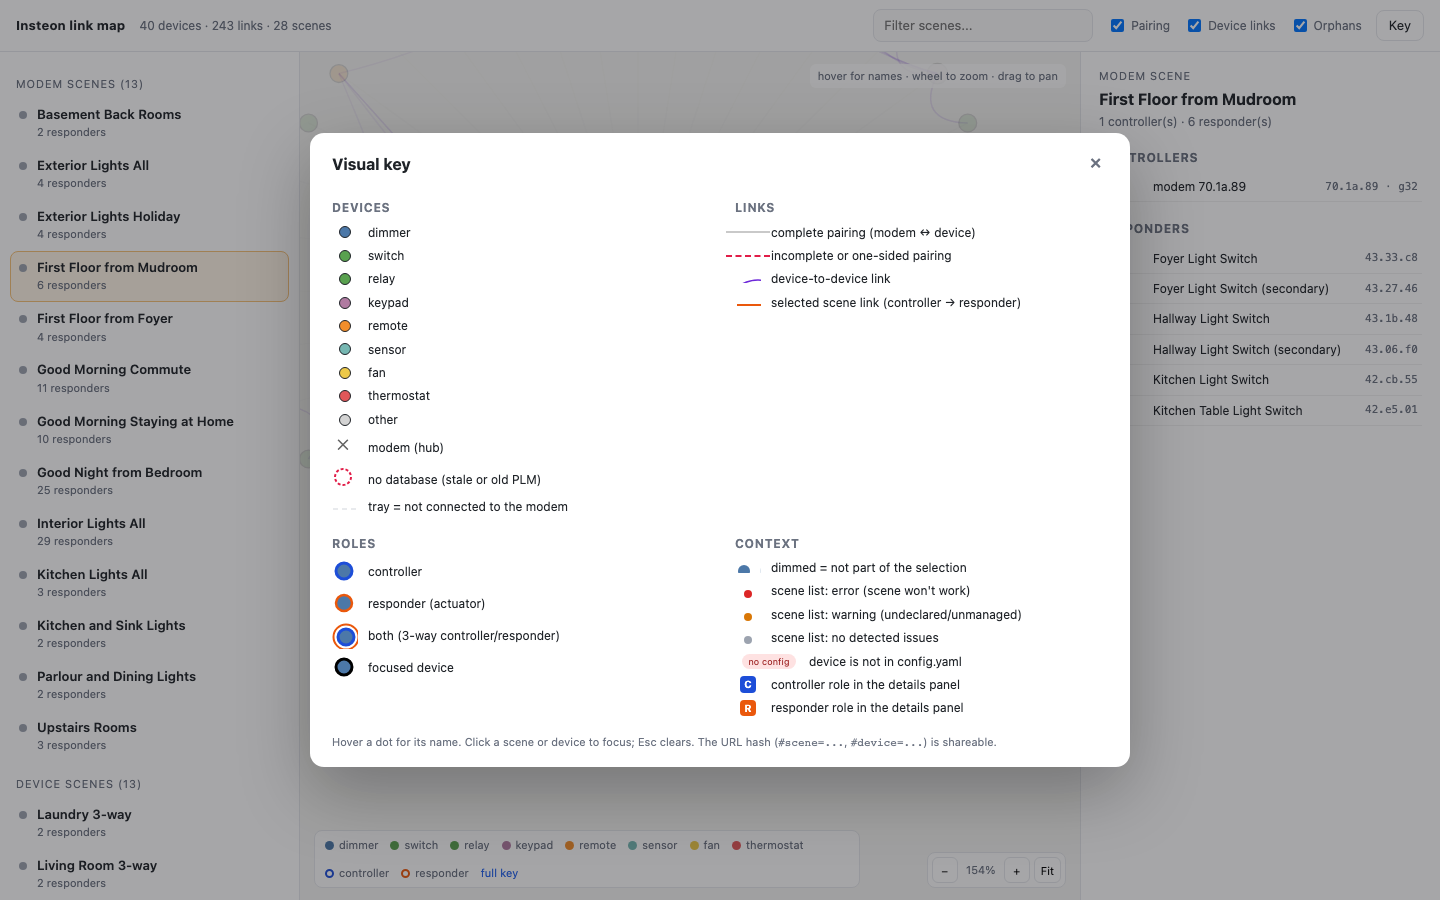 Insteon link map
40 devices · 243 links · 28 scenes
Filter scenes...
Pairing
Device links
Orphans
Key
MODEM SCENES (13)
Basement Back Rooms
2 responders
Exterior Lights All
4 responders
Exterior Lights Holiday
4 responders
First Floor from Mudroom
6 responders
First Floor from Foyer
4 responders
Good Morning Commute
11 responders
Good Morning Staying at Home
10 responders
Good Night from Bedroom
25 responders
Interior Lights All
29 responders
Kitchen Lights All
3 responders
Kitchen and Sink Lights
2 responders
Parlour and Dining Lights
2 responders
Upstairs Rooms
3 responders
DEVICE SCENES (13)
Laundry 3-way
2 responders
Living Room 3-way
2 responders
hover for names · wheel to zoom · drag to pan
Visual key
×
DEVICES
dimmer
switch
relay
keypad
remote
sensor
fan
thermostat
other
modem (hub)
no database (stale or old PLM)
tray = not connected to the modem
LINKS
complete pairing (modem ↔ device)
incomplete or one-sided pairing
device-to-device link
selected scene link (controller → responder)
ROLES
controller
responder (actuator)
both (3-way controller/responder)
focused device
CONTEXT
dimmed = not part of the selection
scene list: error (scene won't work)
scene list: warning (undeclared/unmanaged)
scene list: no detected issues
no config device is not in config.yaml
C controller role in the details panel
R responder role in the details panel
Hover a dot for its name. Click a scene or device to focus; Esc clears. The URL hash (#scene=..., #device=...) is shareable.
dimmer switch relay keypad remote sensor fan thermostat
controller responder full key
− 154% + Fit
MODEM SCENE
First Floor from Mudroom
1 controller(s) · 6 responder(s)
TROLLERS
modem 70.1a.89 70.1a.89 · g32
PONDERS
Foyer Light Switch 43.33.c8
Foyer Light Switch (secondary) 43.27.46
Hallway Light Switch 43.1b.48
Hallway Light Switch (secondary) 43.06.f0
Kitchen Light Switch 42.cb.55
Kitchen Table Light Switch 42.e5.01